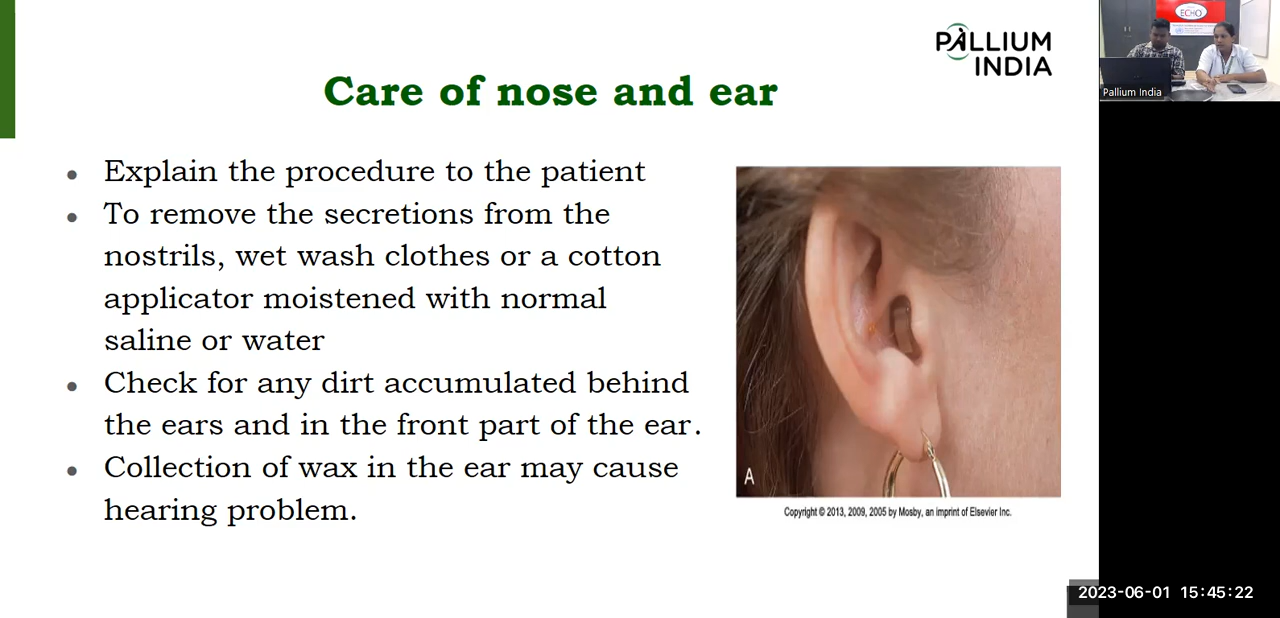 PALLIUM
INDIA
ECHO
Pallium India
Care of nose and ear
Explain the procedure to the patient
To remove the secretions from the
nostrils, wet wash clothes or a cotton
applicator moistened with normal
saline or water
Check for any dirt accumulated behind
the ears and in the front part of the ear.
Collection of wax in the ear may cause
hearing problem.
A
Copyright © 2013, 2009, 2005 by Mosby, an imprint of Elsevier Inc.
2023-06-01 15:45:22